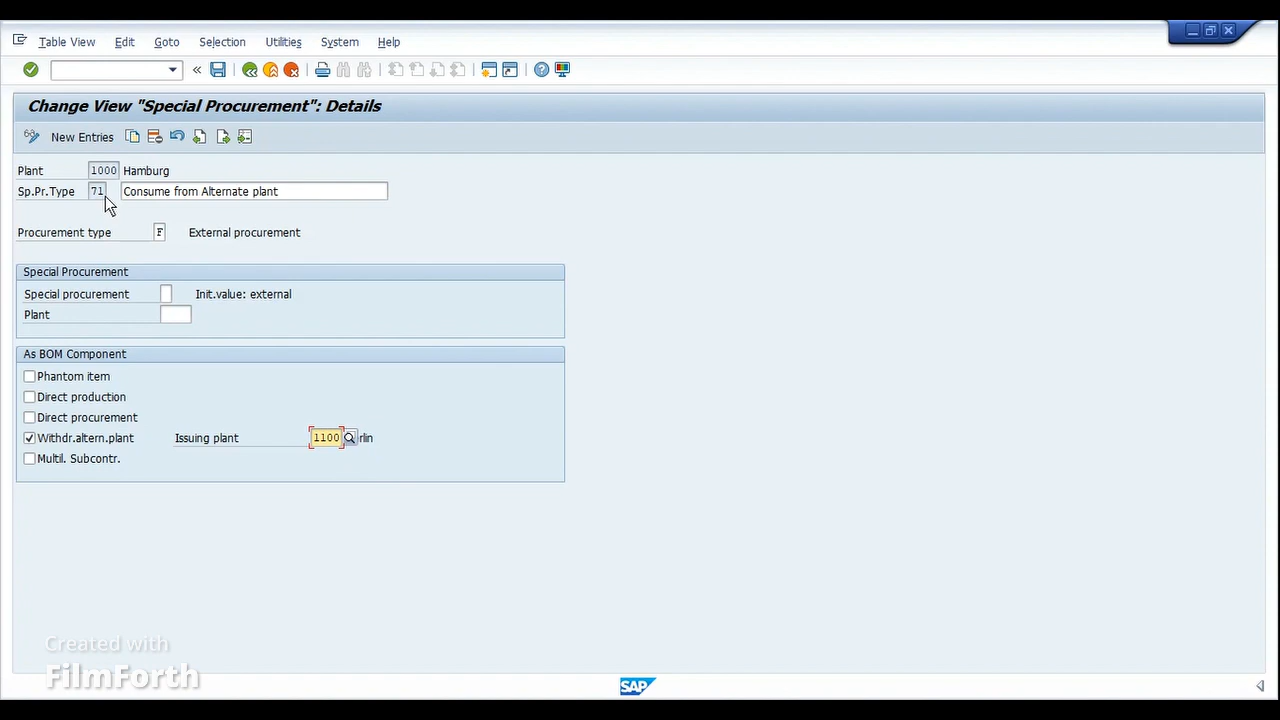 Table View Edit Goto Selection Utilities System Help
Change View "Special Procurement": Details
New Entries
Plant 1000 Hamburg
Sp.Pr.Type 71 Consume from Alternate plant
Procurement type F External procurement
Special Procurement
Special procurement Init.value: external
Plant
As BOM Component
Phantom item
Direct production
Direct procurement
Withdr.altern.plant Issuing plant 1100 rlin
Multil. Subcontr.
Created with
FilmForth
SAP